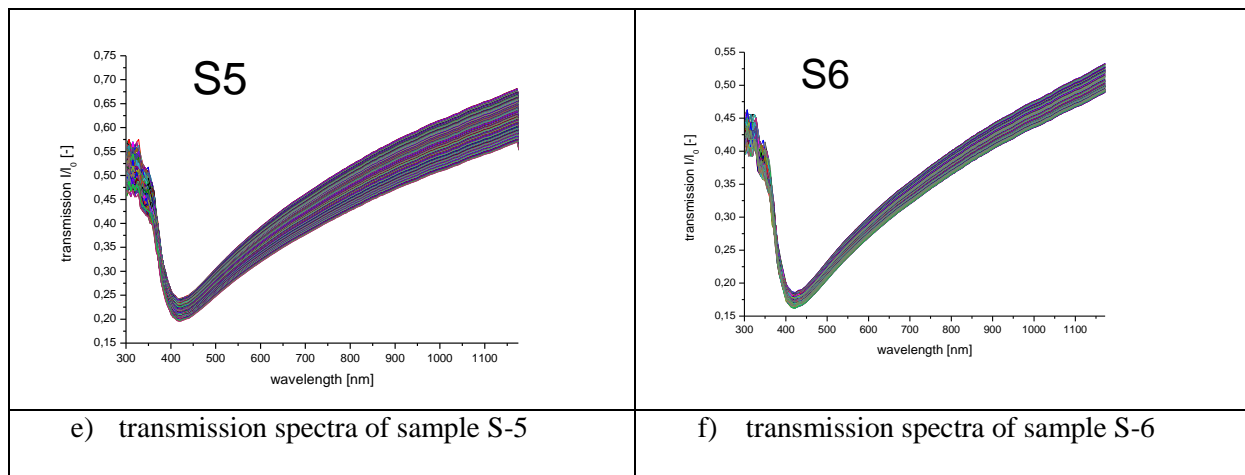 S5
0,75
0,70
0,65
0,60
0,55
0,50
0,45
0,40
0,35
0,30
0,25
0,20
0,15
transmission I/I0 [-]
300 400 500 600 700 800 900 1000 1100
wavelength [nm]
e) transmission spectra of sample S-5
S6
0,55
0,50
0,45
0,40
0,35
0,30
0,25
0,20
0,15
transmission I/I0 [-]
300 400 500 600 700 800 900 1000 1100
wavelength [nm]
f) transmission spectra of sample S-6